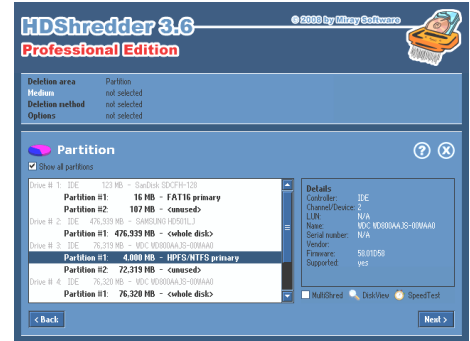 HDShredder 3.6
© 2008 by Miray Software
Professional Edition
Deletion area Partition
Medium not selected
Deletion method not selected
Options not selected
Partition
Show all partitions
Drive # 1: IDE 123 MB - SanDisk SDCFH-128
Partition #1: 16 MB - FAT16 primary
Partition #2: 107 MB - <unused>
Drive # 2: IDE 476,939 MB - SAMSUNG HD501LJ
Partition #1: 476,939 MB - <whole disk>
Drive # 3: IDE 76,319 MB - WDC WD800AAJS-00WAA0
Partition #1: 4.000 MB - HPFS/NTFS primary
Partition #2: 72,319 MB - <unused>
Drive # 4: IDE 76,320 MB - WDC WD800AAJS-00WAA0
Partition #1: 76,320 MB - <whole disk>
Details
Controller: IDE
Channel/Device: 2
LUN: N/A
Name: WDC WD800AAJS-00WAA0
Serial number: N/A
Vendor:
Firmware: 58.01D58
Supported: yes
MultiShred DiskView SpeedTest
< Back Next >